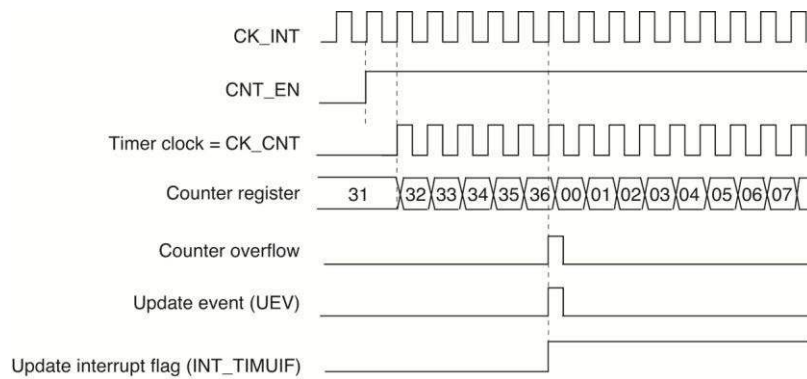 CK_INT
CNT_EN
Timer clock = CK_CNT
Counter register 31 32 33 34 35 36 00 01 02 03 04 05 06 07
Counter overflow
Update event (UEV)
Update interrupt flag (INT_TIMUIF)